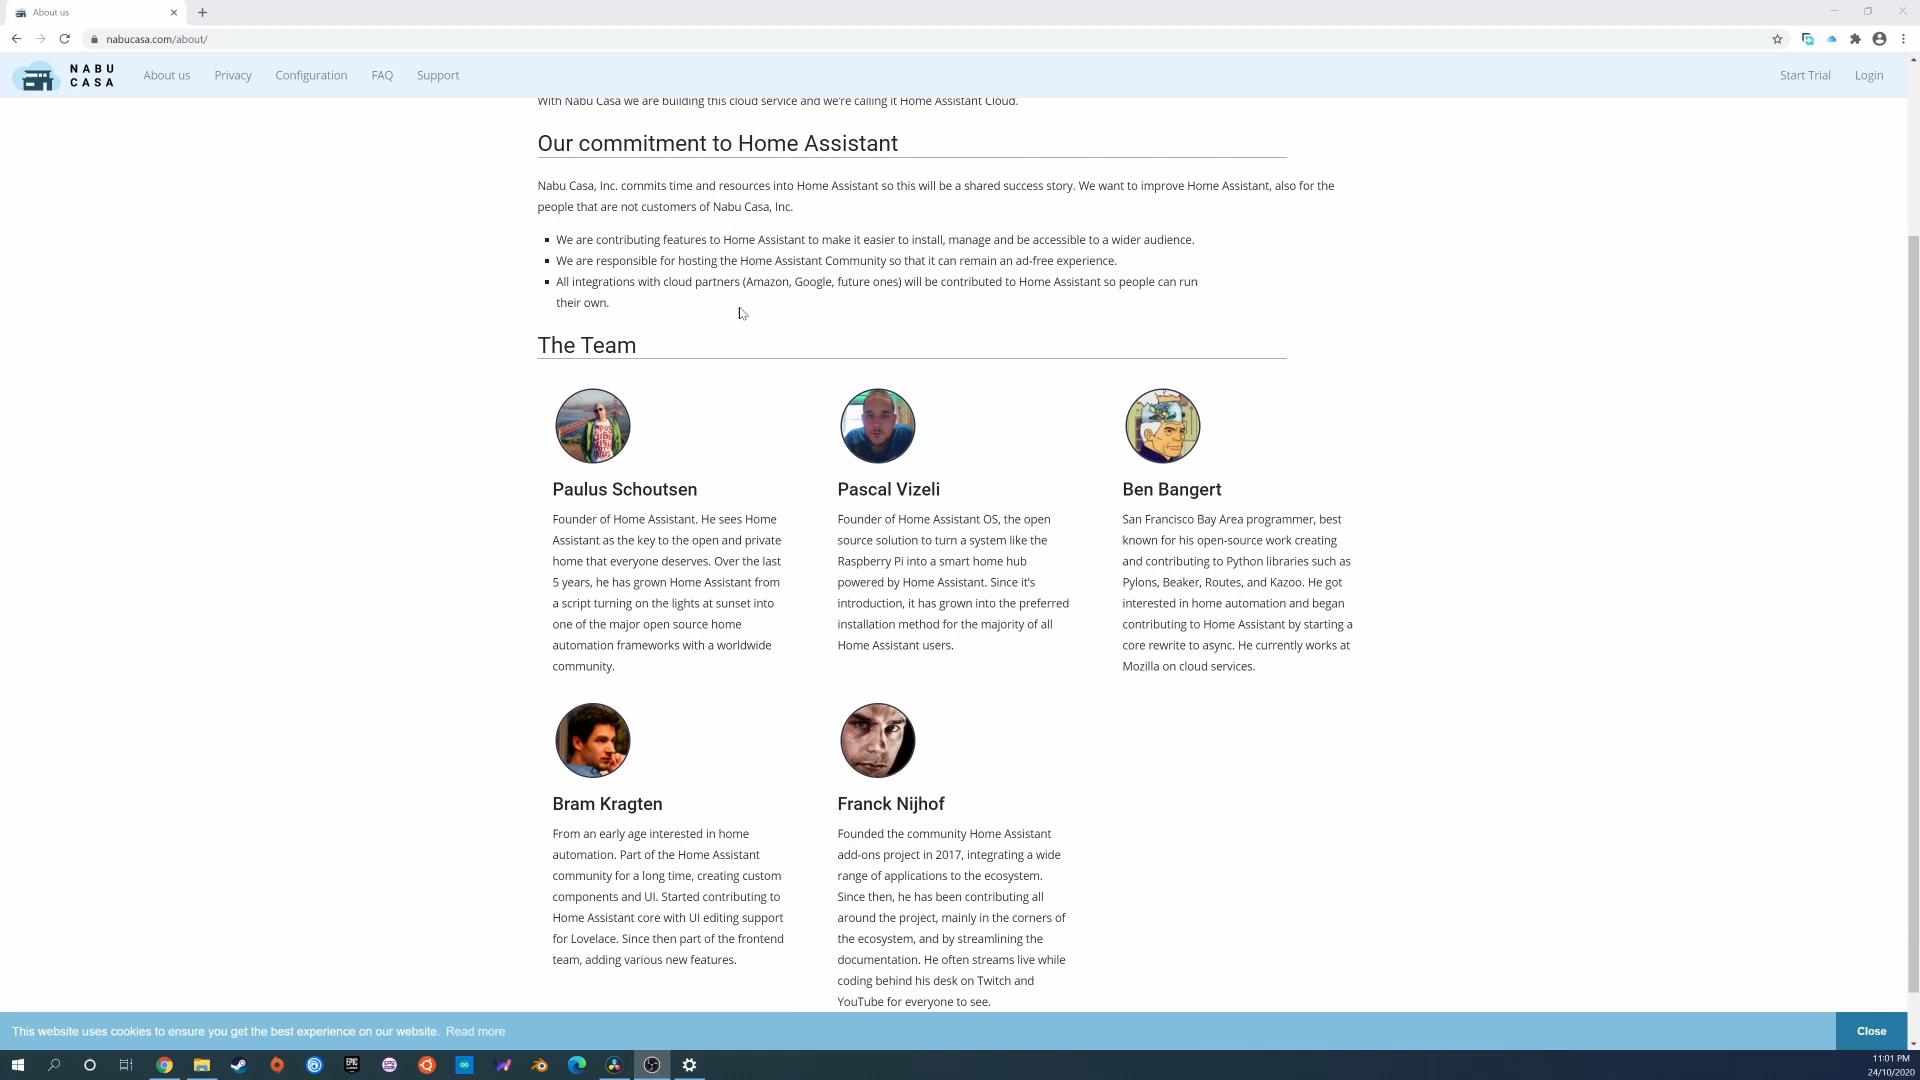 About us
nabucasa.com/about/
NABU
CASA
About us Privacy Configuration FAQ Support Start Trial Login
With Nabu Casa we are building this cloud service and we're calling it Home Assistant Cloud.
Our commitment to Home Assistant
Nabu Casa, Inc. commits time and resources into Home Assistant so this will be a shared success story. We want to improve Home Assistant, also for the
people that are not customers of Nabu Casa, Inc.
We are contributing features to Home Assistant to make it easier to install, manage and be accessible to a wider audience.
We are responsible for hosting the Home Assistant Community so that it can remain an ad-free experience.
All integrations with cloud partners (Amazon, Google, future ones) will be contributed to Home Assistant so people can run
their own.
The Team
Paulus Schoutsen
Founder of Home Assistant. He sees Home
Assistant as the key to the open and private
home that everyone deserves. Over the last
5 years, he has grown Home Assistant from
a script turning on the lights at sunset into
one of the major open source home
automation frameworks with a worldwide
community.
Pascal Vizeli
Founder of Home Assistant OS, the open
source solution to turn a system like the
Raspberry Pi into a smart home hub
powered by Home Assistant. Since it's
introduction, it has grown into the preferred
installation method for the majority of all
Home Assistant users.
Ben Bangert
San Francisco Bay Area programmer, best
known for his open-source work creating
and contributing to Python libraries such as
Pylons, Beaker, Routes, and Kazoo. He got
interested in home automation and began
contributing to Home Assistant by starting a
core rewrite to async. He currently works at
Mozilla on cloud services.
Bram Kragten
From an early age interested in home
automation. Part of the Home Assistant
community for a long time, creating custom
components and UI. Started contributing to
Home Assistant core with UI editing support
for Lovelace. Since then part of the frontend
team, adding various new features.
Franck Nijhof
Founded the community Home Assistant
add-ons project in 2017, integrating a wide
range of applications to the ecosystem.
Since then, he has been contributing all
around the project, mainly in the corners of
the ecosystem, and by streamlining the
documentation. He often streams live while
coding behind his desk on Twitch and
YouTube for everyone to see.
This website uses cookies to ensure you get the best experience on our website. Read more
Close
11:01 PM
24/10/2020